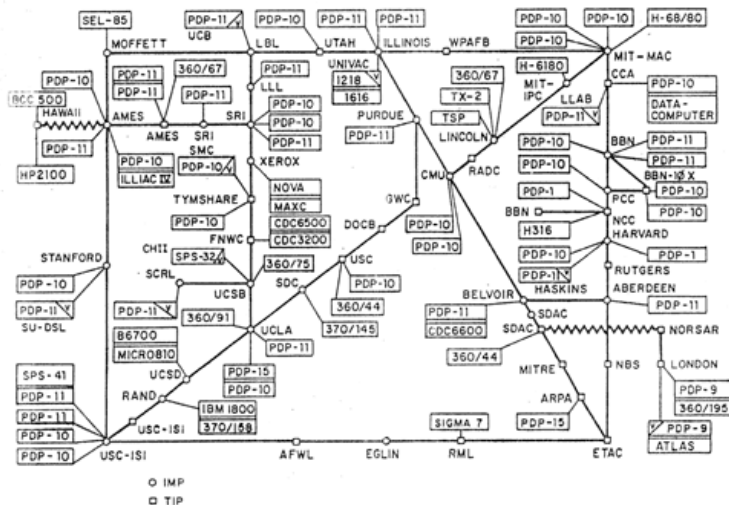 SEL-85
PDP-11
UCB
PDP-10
PDP-11
PDP-11
PDP-10
PDP-10
PDP-10
H-68/80
MOFFETT
LBL
UTAH
ILLINOIS
WPAFB
MIT-MAC
PDP-10
BCC 500
HAWAII
PDP-11
PDP-11
360/67
PDP-11
LLL
UNIVAC
1218
1616
360/67
TX-2
TSP
H-6180
MIT-IPC
CCA
LLAB
PDP-11
PDP-10
DATA-COMPUTER
PDP-11
PDP-10
PDP-10
PDP-11
PURDUE
PDP-11
LINCOLN
AMES
AMES
SRI
SRI
PDP-11
HP2100
PDP-10
ILLIAC IV
SMC
PDP-10
XEROX
NOVA
MAXC
RADC
CMU
PDP-10
PDP-10
PDP-10
PDP-10
BBN
PDP-11
PDP-11
BBN-10X
PDP-10
PDP-10
PCC
TYMSHARE
PDP-10
GWC
DOCB
PDP-1
BBN
H316
NCC
HARVARD
PDP-10
PDP-11
PDP-1
RUTGERS
FNWC
CDC6500
CDC3200
CHII
SPS-32
360/75
USC
STANFORD
PDP-10
PDP-11
SU-DSL
SCRL
PDP-11
UCSB
SDC
PDP-10
360/44
370/145
HASKINS
BELVOIR
ABERDEEN
PDP-11
PDP-11
CDC6600
SDAC
SDAC
360/44
NORSAR
360/91
UCLA
PDP-11
B6700
MICRO810
UCSD
PDP-15
PDP-10
MITRE
NBS
LONDON
PDP-9
360/195
SPS-41
PDP-11
PDP-11
PDP-10
PDP-10
RAND
IBM 1800
370/158
USC-ISI
USC-ISI
SIGMA 7
ARPA
PDP-15
PDP-9
ATLAS
AFWL
EGLIN
RML
ETAC
IMP
TIP